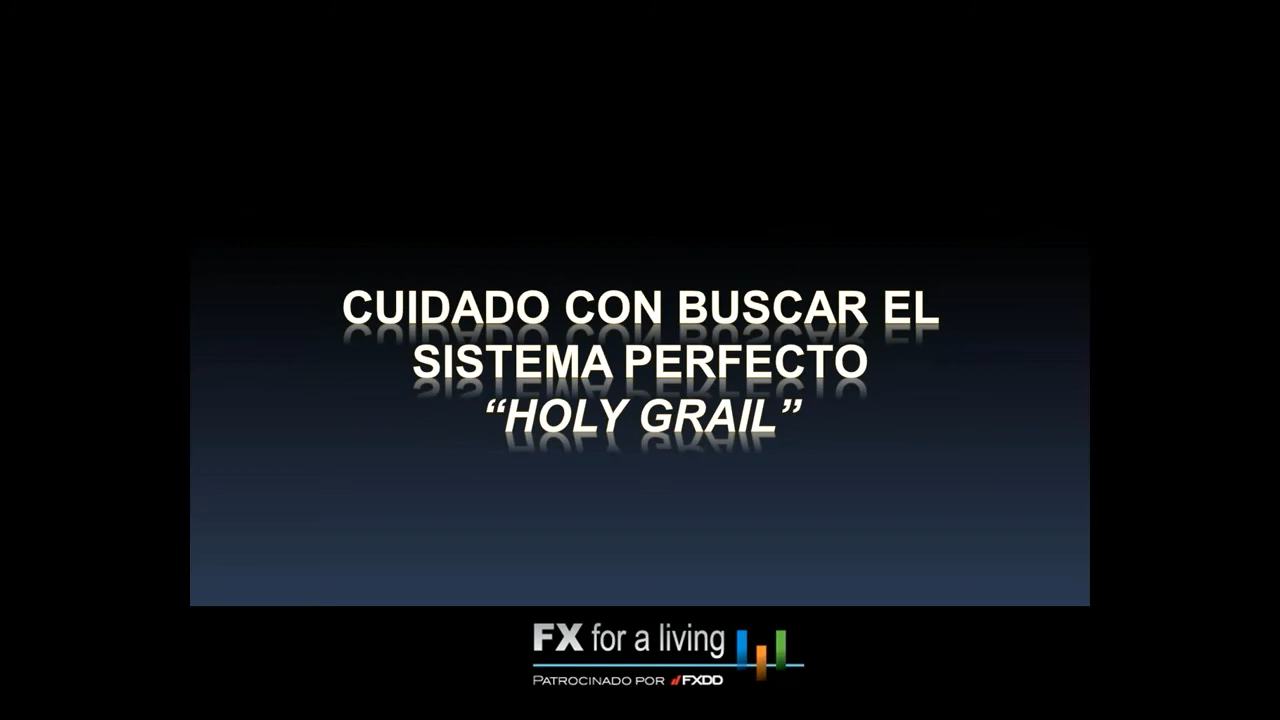 CUIDADO CON BUSCAR EL
SISTEMA PERFECTO
“HOLY GRAIL”
FX for a living
PATROCINADO POR FXDD